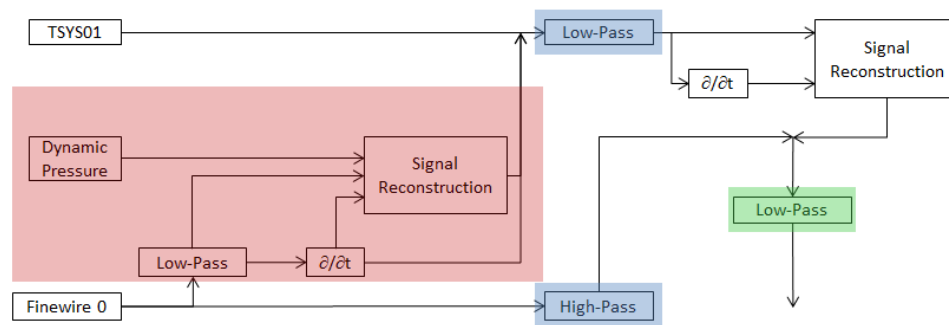 TSYS01
Low-Pass
Signal
Reconstruction
∂/∂t
Dynamic
Pressure
Signal
Reconstruction
Low-Pass
Low-Pass
∂/∂t
Finewire 0
High-Pass